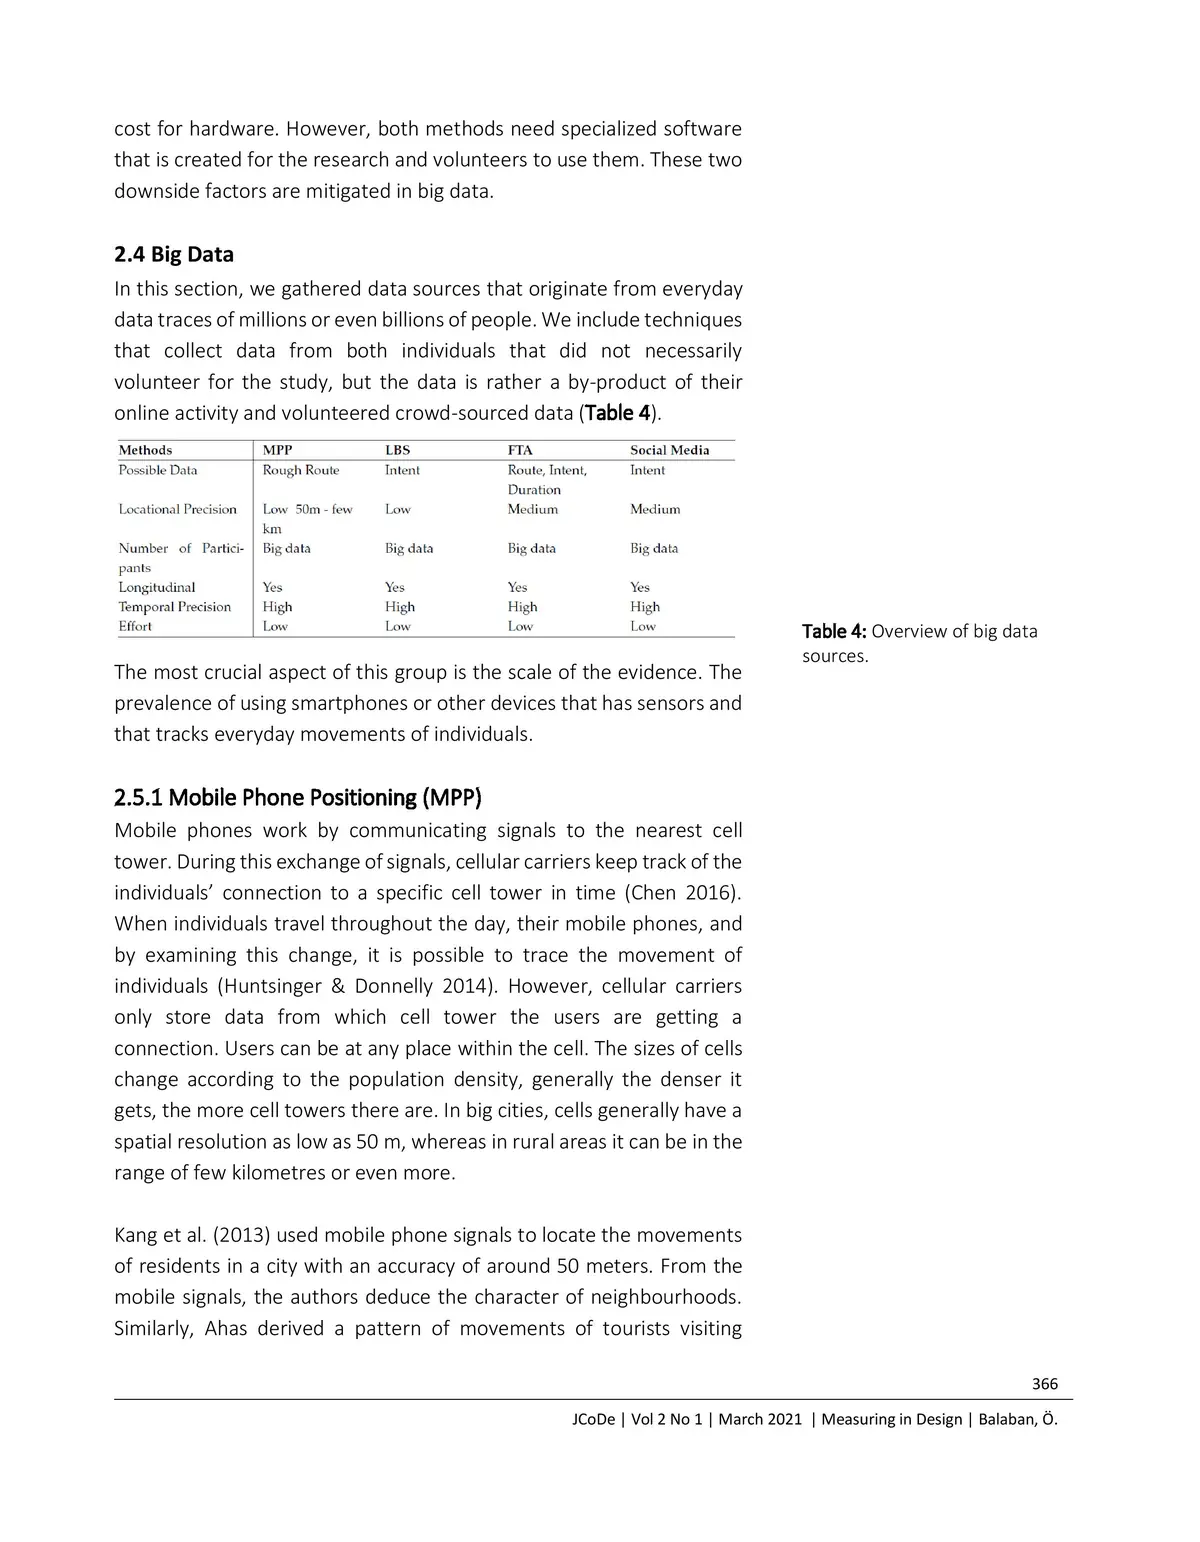 cost for hardware. However, both methods need specialized software
that is created for the research and volunteers to use them. These two
downside factors are mitigated in big data.
2.4 Big Data
In this section, we gathered data sources that originate from everyday
data traces of millions or even billions of people. We include techniques
that collect data from both individuals that did not necessarily
volunteer for the study, but the data is rather a by-product of their
online activity and volunteered crowd-sourced data (Table 4).
Methods MPP LBS FTA Social Media
Possible Data Rough Route Intent Route, Intent, Intent
Duration
Locational Precision Low 50m - few Low Medium Medium
km
Number of Partici- Big data Big data Big data Big data
pants
Longitudinal Yes Yes Yes Yes
Temporal Precision High High High High
Effort Low Low Low Low
Table 4: Overview of big data
sources.
The most crucial aspect of this group is the scale of the evidence. The
prevalence of using smartphones or other devices that has sensors and
that tracks everyday movements of individuals.
2.5.1 Mobile Phone Positioning (MPP)
Mobile phones work by communicating signals to the nearest cell
tower. During this exchange of signals, cellular carriers keep track of the
individuals’ connection to a specific cell tower in time (Chen 2016).
When individuals travel throughout the day, their mobile phones, and
by examining this change, it is possible to trace the movement of
individuals (Huntsinger & Donnelly 2014). However, cellular carriers
only store data from which cell tower the users are getting a
connection. Users can be at any place within the cell. The sizes of cells
change according to the population density, generally the denser it
gets, the more cell towers there are. In big cities, cells generally have a
spatial resolution as low as 50 m, whereas in rural areas it can be in the
range of few kilometres or even more.
Kang et al. (2013) used mobile phone signals to locate the movements
of residents in a city with an accuracy of around 50 meters. From the
mobile signals, the authors deduce the character of neighbourhoods.
Similarly, Ahas derived a pattern of movements of tourists visiting
366
JCoDe | Vol 2 No 1 | March 2021 | Measuring in Design | Balaban, Ö.